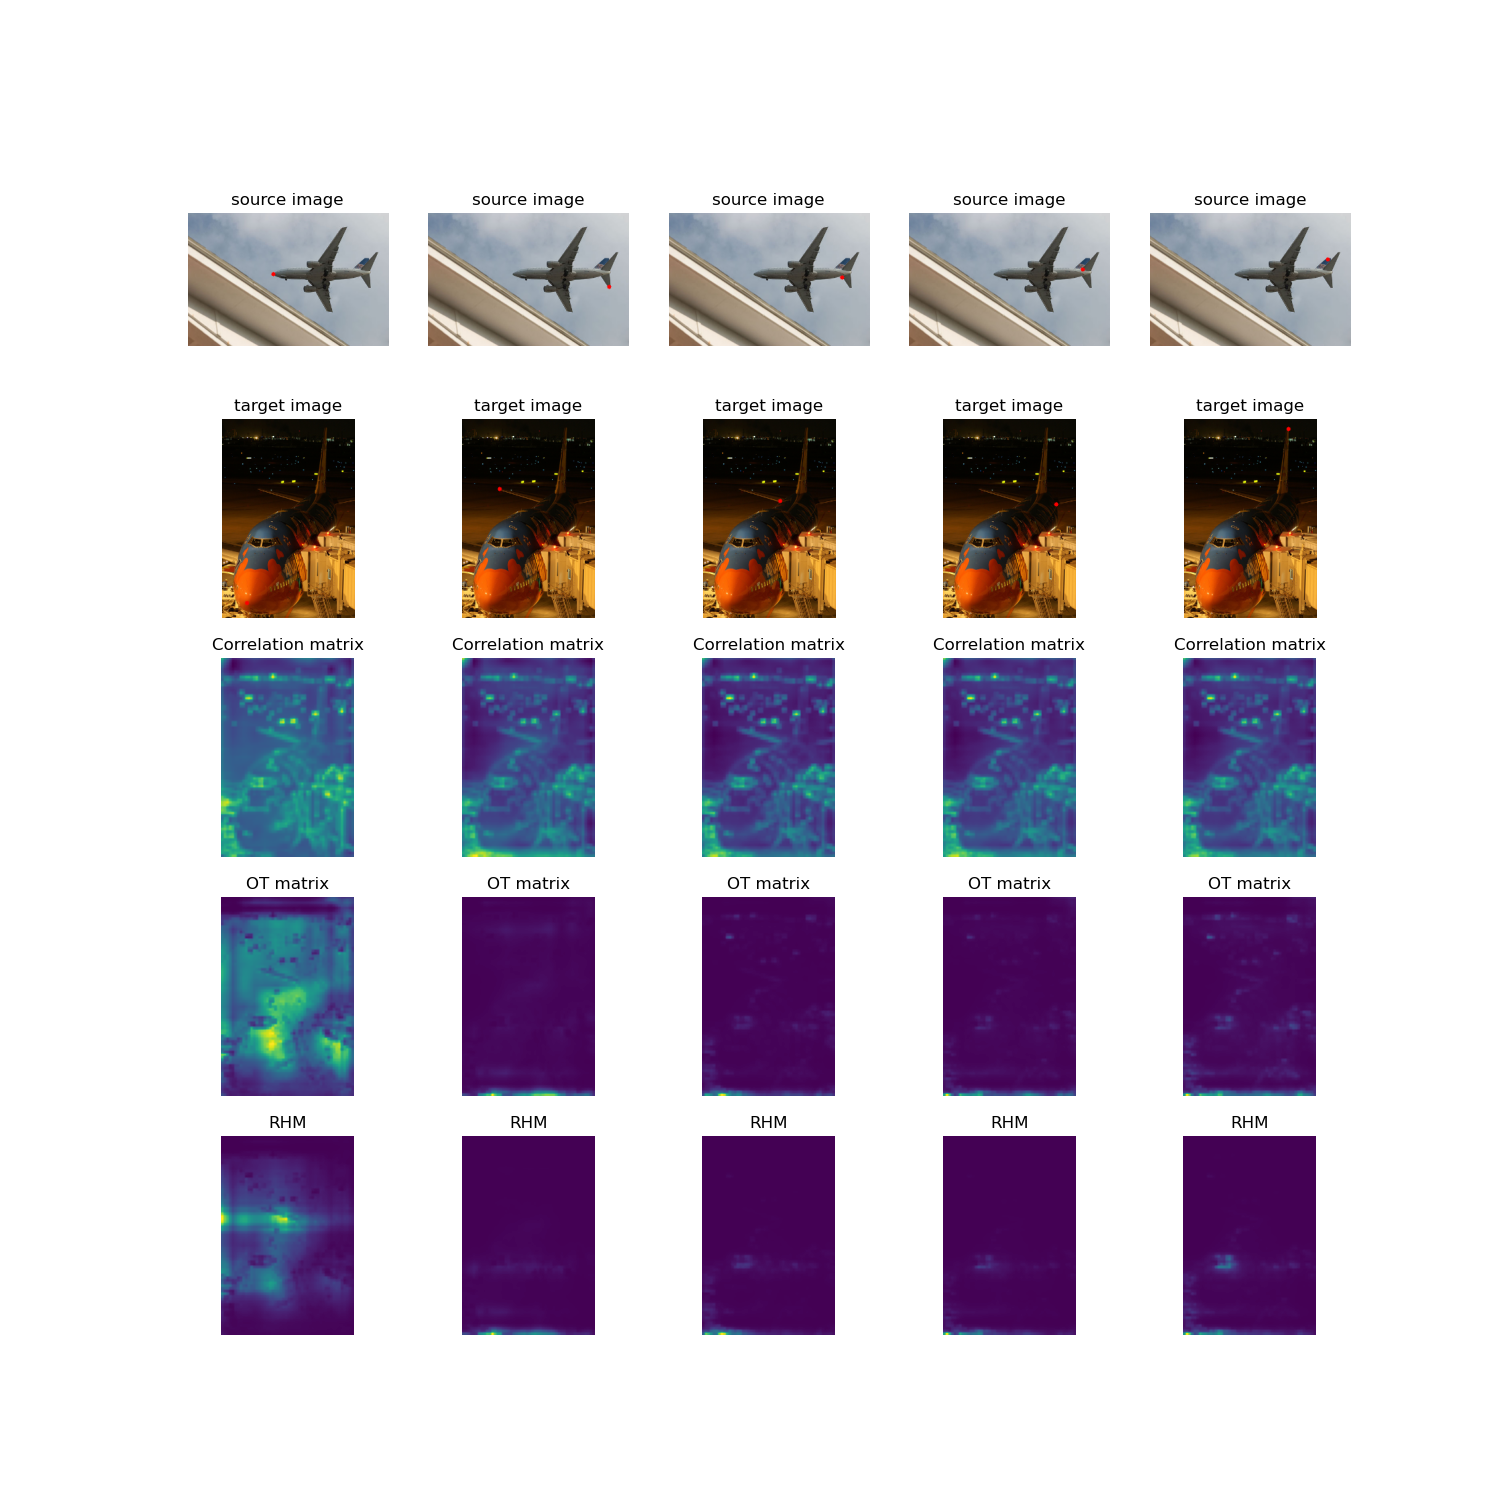 source image source image source image source image source image
target image target image target image target image target image
Correlation matrix Correlation matrix Correlation matrix Correlation matrix Correlation matrix
OT matrix OT matrix OT matrix OT matrix OT matrix
RHM RHM RHM RHM RHM